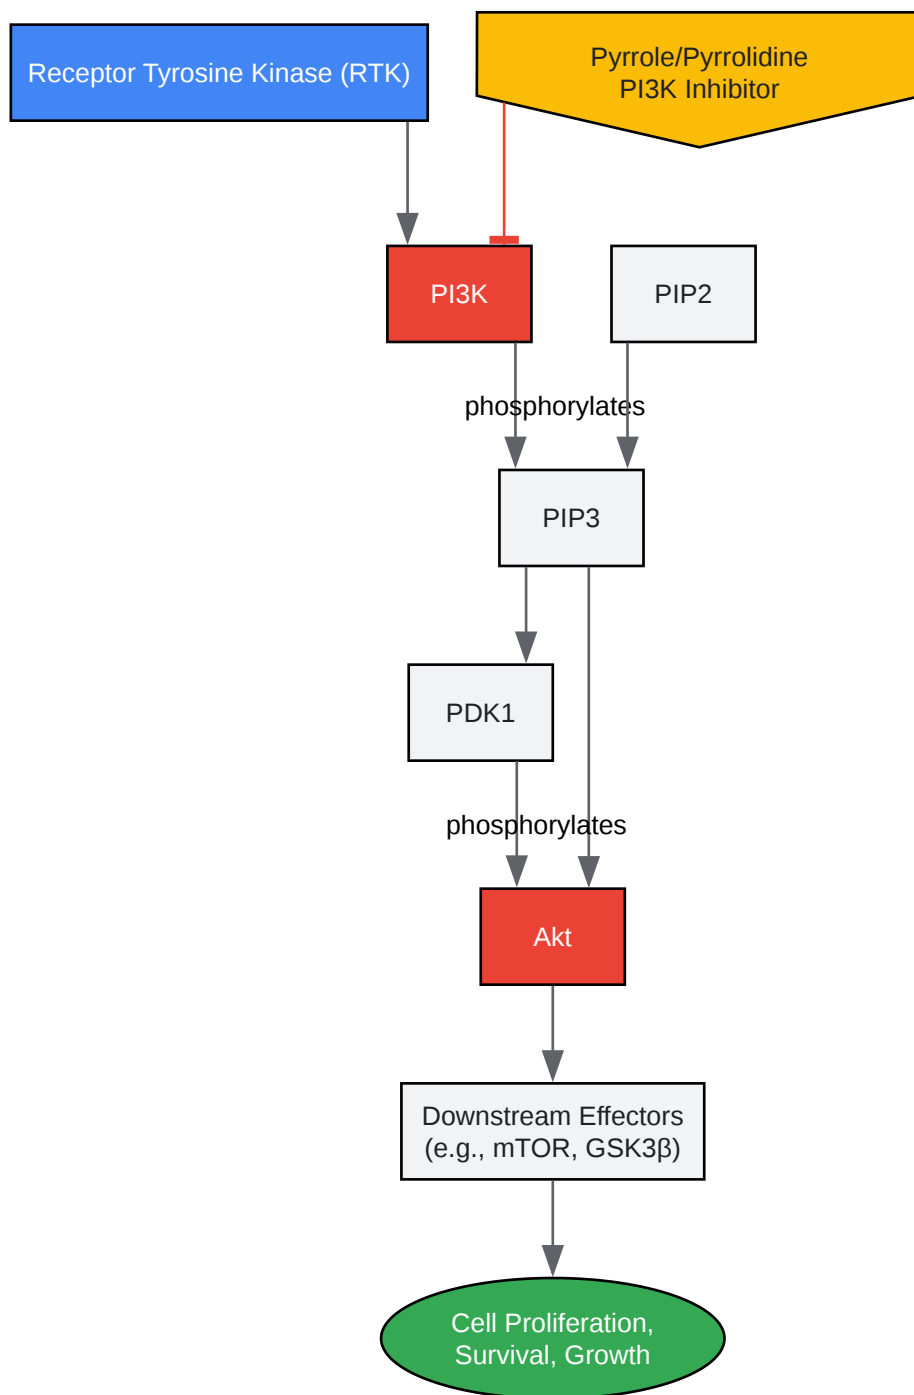 Receptor Tyrosine Kinase (RTK)
Pyrrole/Pyrrolidine
PI3K Inhibitor
PI3K
PIP2
phosphorylates
PIP3
PDK1
phosphorylates
Akt
Downstream Effectors
(e.g., mTOR, GSK3β)
Cell Proliferation,
Survival, Growth